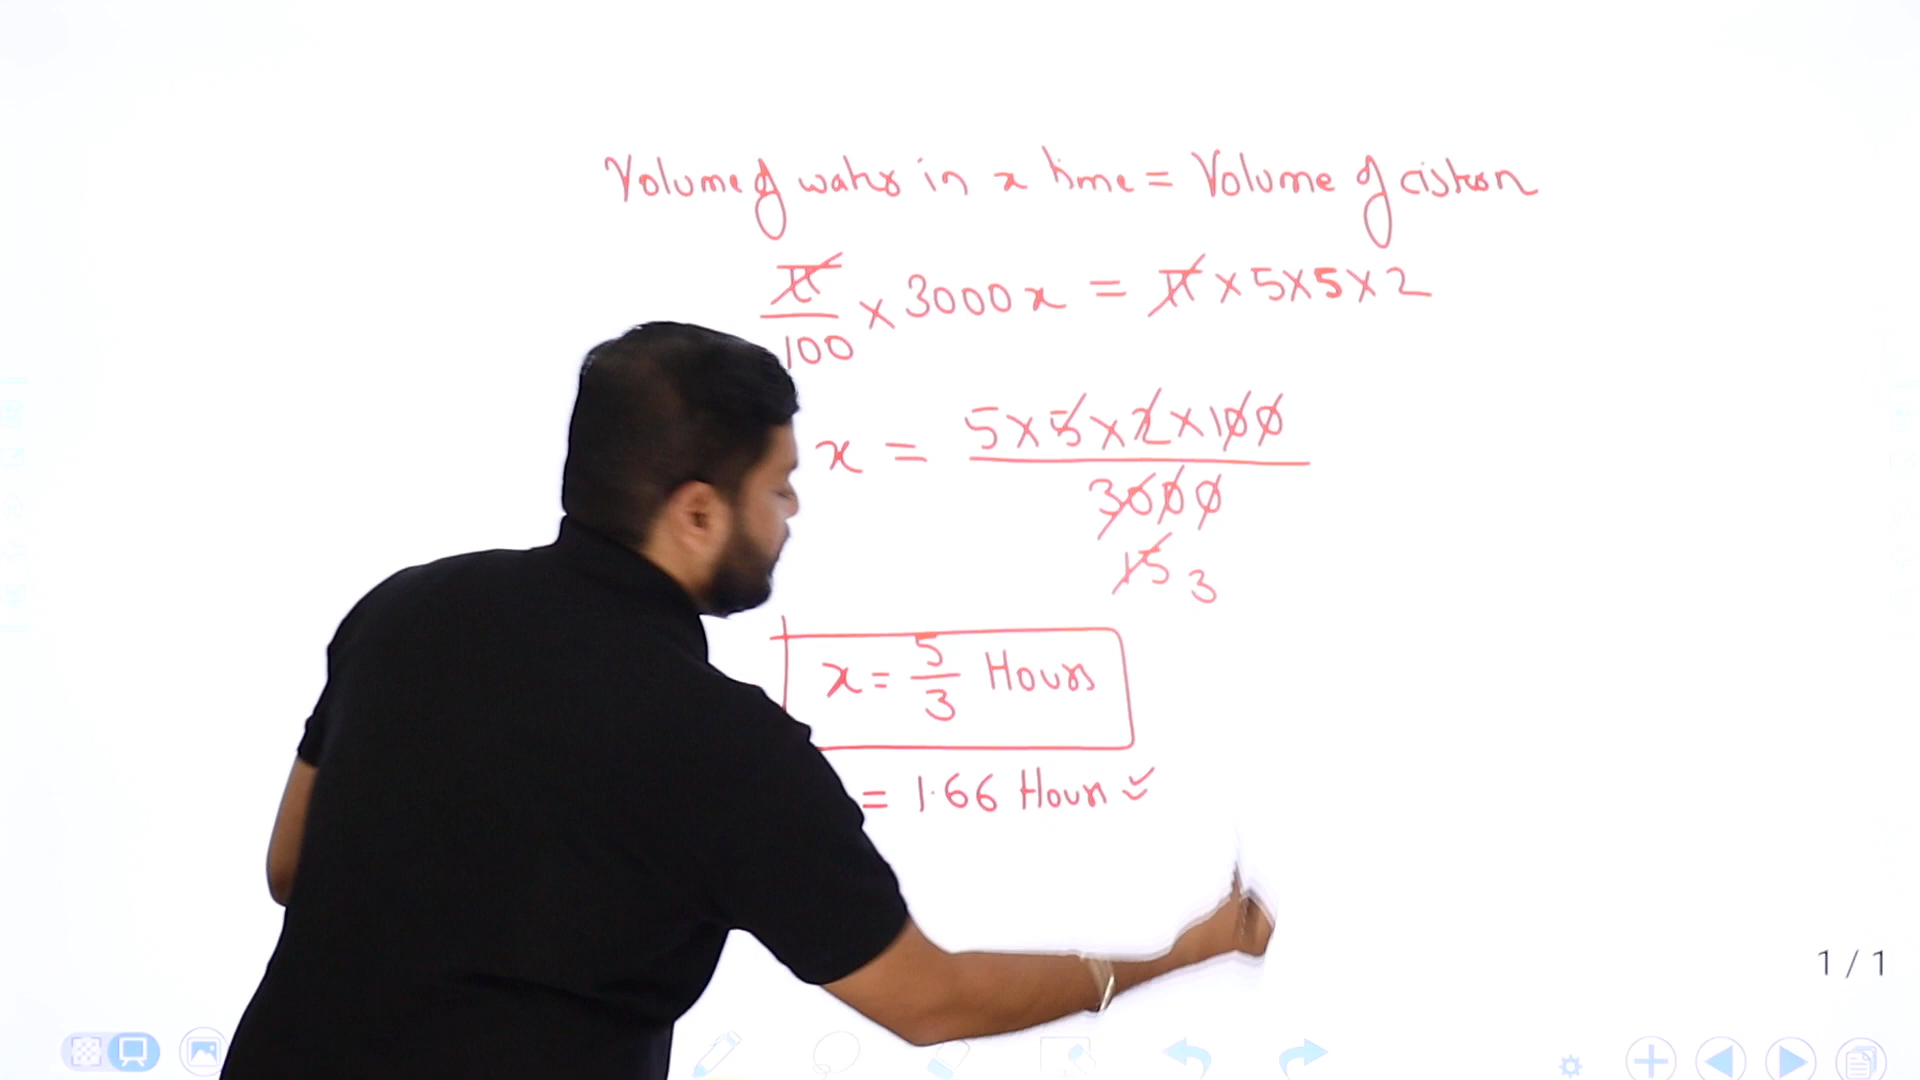 Volume of water in x time = Volume of cistern
π/100 × 3000x = π × 5×5×2
x = 5×5×2×100/3000
15 3
x = 5/3 Hours
= 1.66 Hours
1 / 1